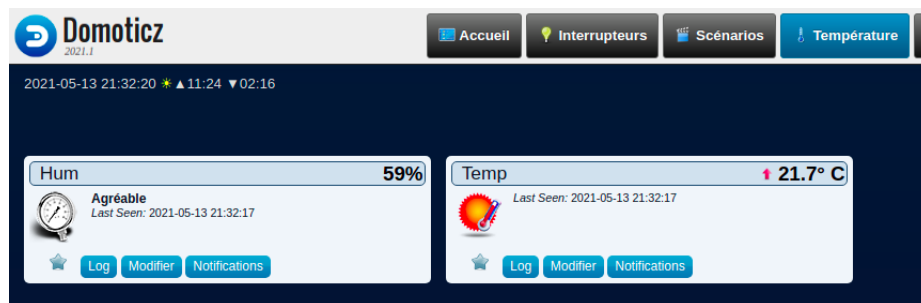 Domoticz
2021.1
Accueil
Interrupteurs
Scénarios
Température
2021-05-13 21:32:20 ☀ ▲11:24 ▼02:16
Hum 59%
Agréable
Last Seen: 2021-05-13 21:32:17
Log Modifier Notifications
Temp 21.7° C
Last Seen: 2021-05-13 21:32:17
Log Modifier Notifications